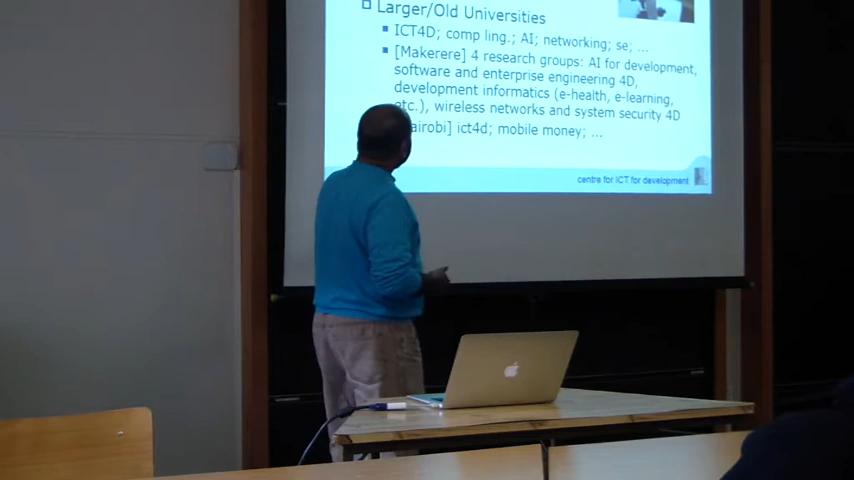 Larger/Old Universities
ICT4D; comp ling.; AI; networking; se; ...
[Makerere] 4 research groups: AI for development,
software and enterprise engineering 4D,
development informatics (e-health, e-learning,
etc.), wireless Networks and system security 4D
airobi] ict4d; mobile money; ...
centre for ICT for development